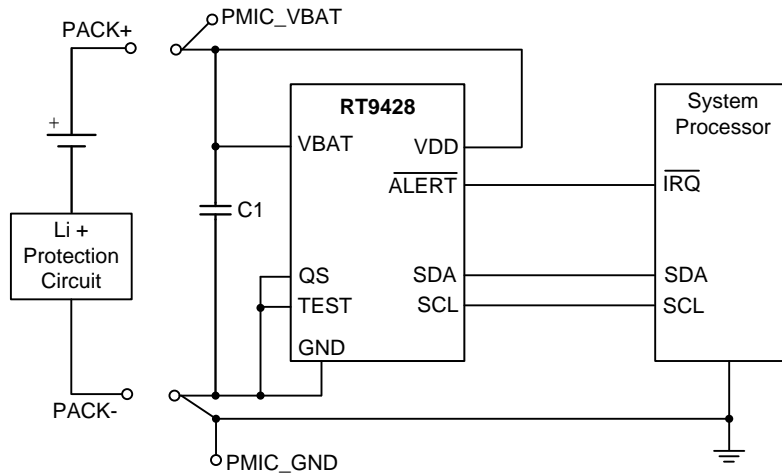 PACK+
PMIC_VBAT
+
Li +
Protection
Circuit
PACK-
C1
RT9428
VBAT
VDD
ALERT
QS
TEST
GND
SDA
SCL
System
Processor
IRQ
SDA
SCL
PMIC_GND